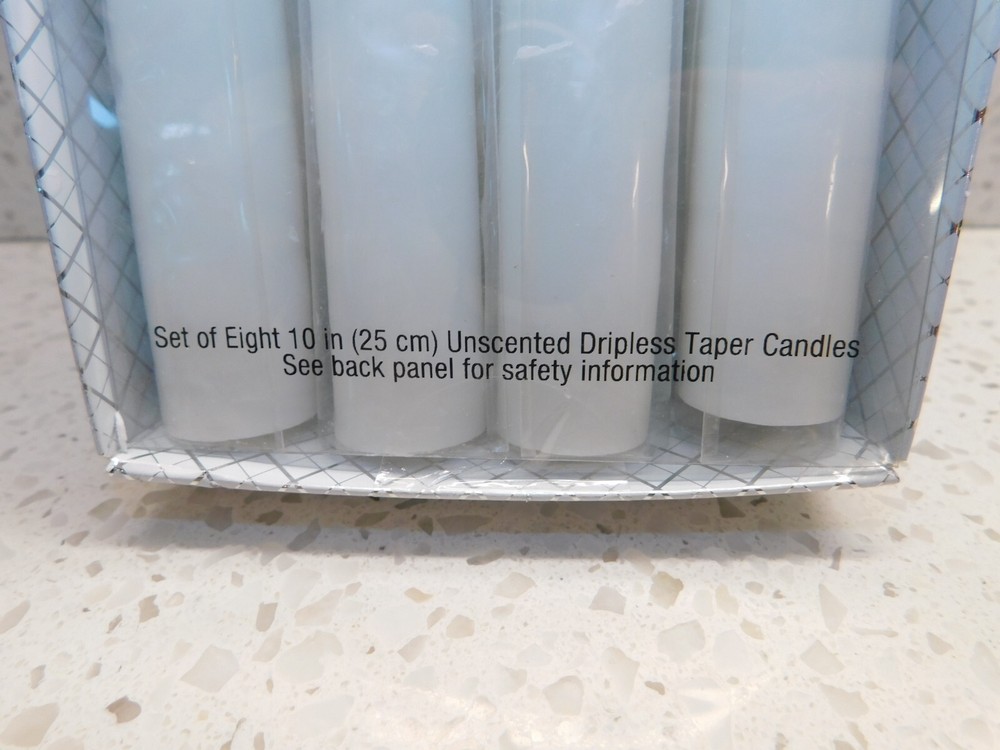 Set of Eight 10 in (25 cm) Unscented Dripless Taper Candles
See back panel for safety information